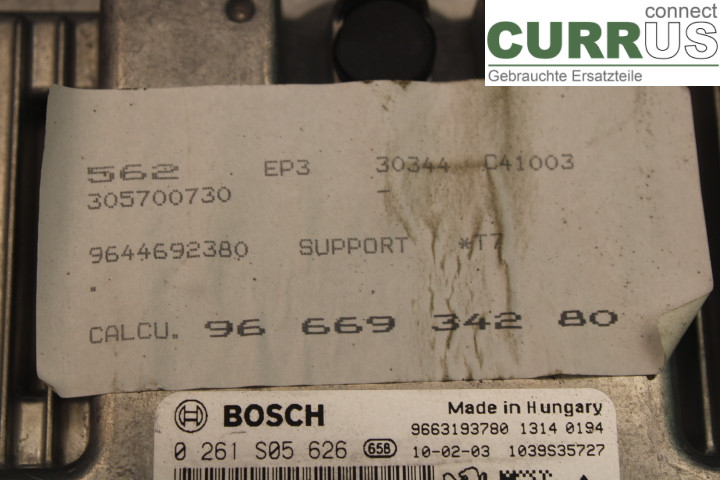 connect
CURRUS
Gebrauchte Ersatzteile
562 EP3 30344 C41003
305700730 -
9644692380 SUPPORT *T7
.
CALCU. 96 669 342 80
BOSCH Made in Hungary
9663193780 1314 0194
0 261 S05 626 658 10-02-03 1039S35727